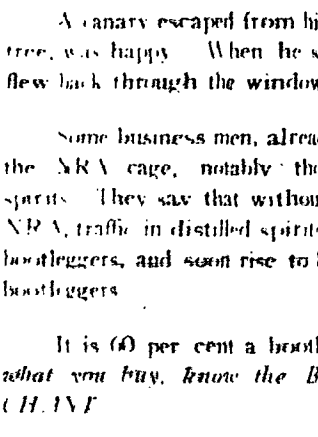 A canary escaped from hi
tree, was happy. When he s
flew back through the window
Some business men, alrea
the NRA cage, notably the
spirits. They say that withou
NRA, traffic in distilled spirits
bootleggers, and soon rise to
bootleggers
It is 60 per cent a bootl
what you buy, know the B
CHANT